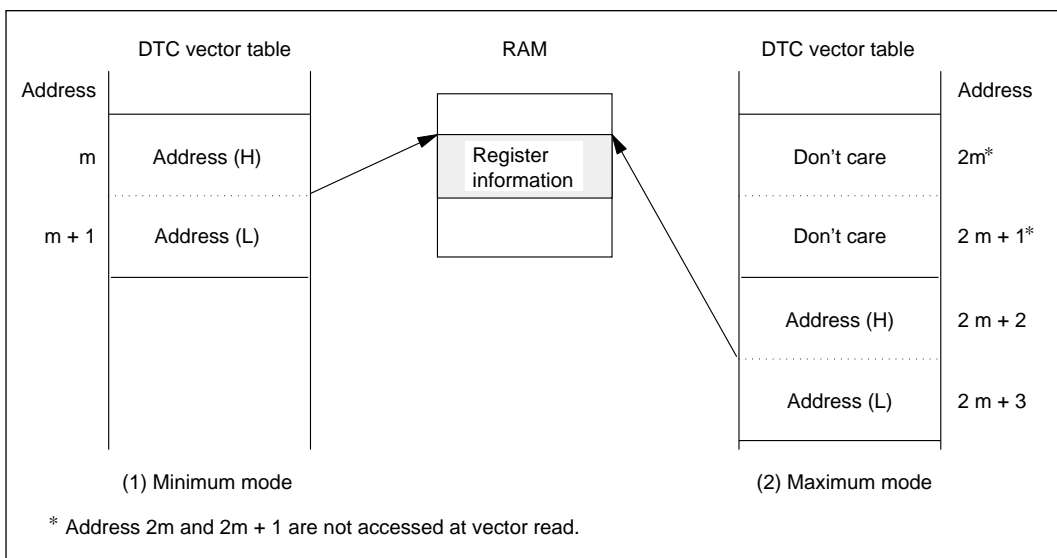 DTC vector table
RAM
DTC vector table
Address
Address
m
Address (H)
Register
information
Don't care
2m*
m + 1
Address (L)
Don't care
2 m + 1*
Address (H)
2 m + 2
Address (L)
2 m + 3
(1) Minimum mode
(2) Maximum mode
* Address 2m and 2m + 1 are not accessed at vector read.